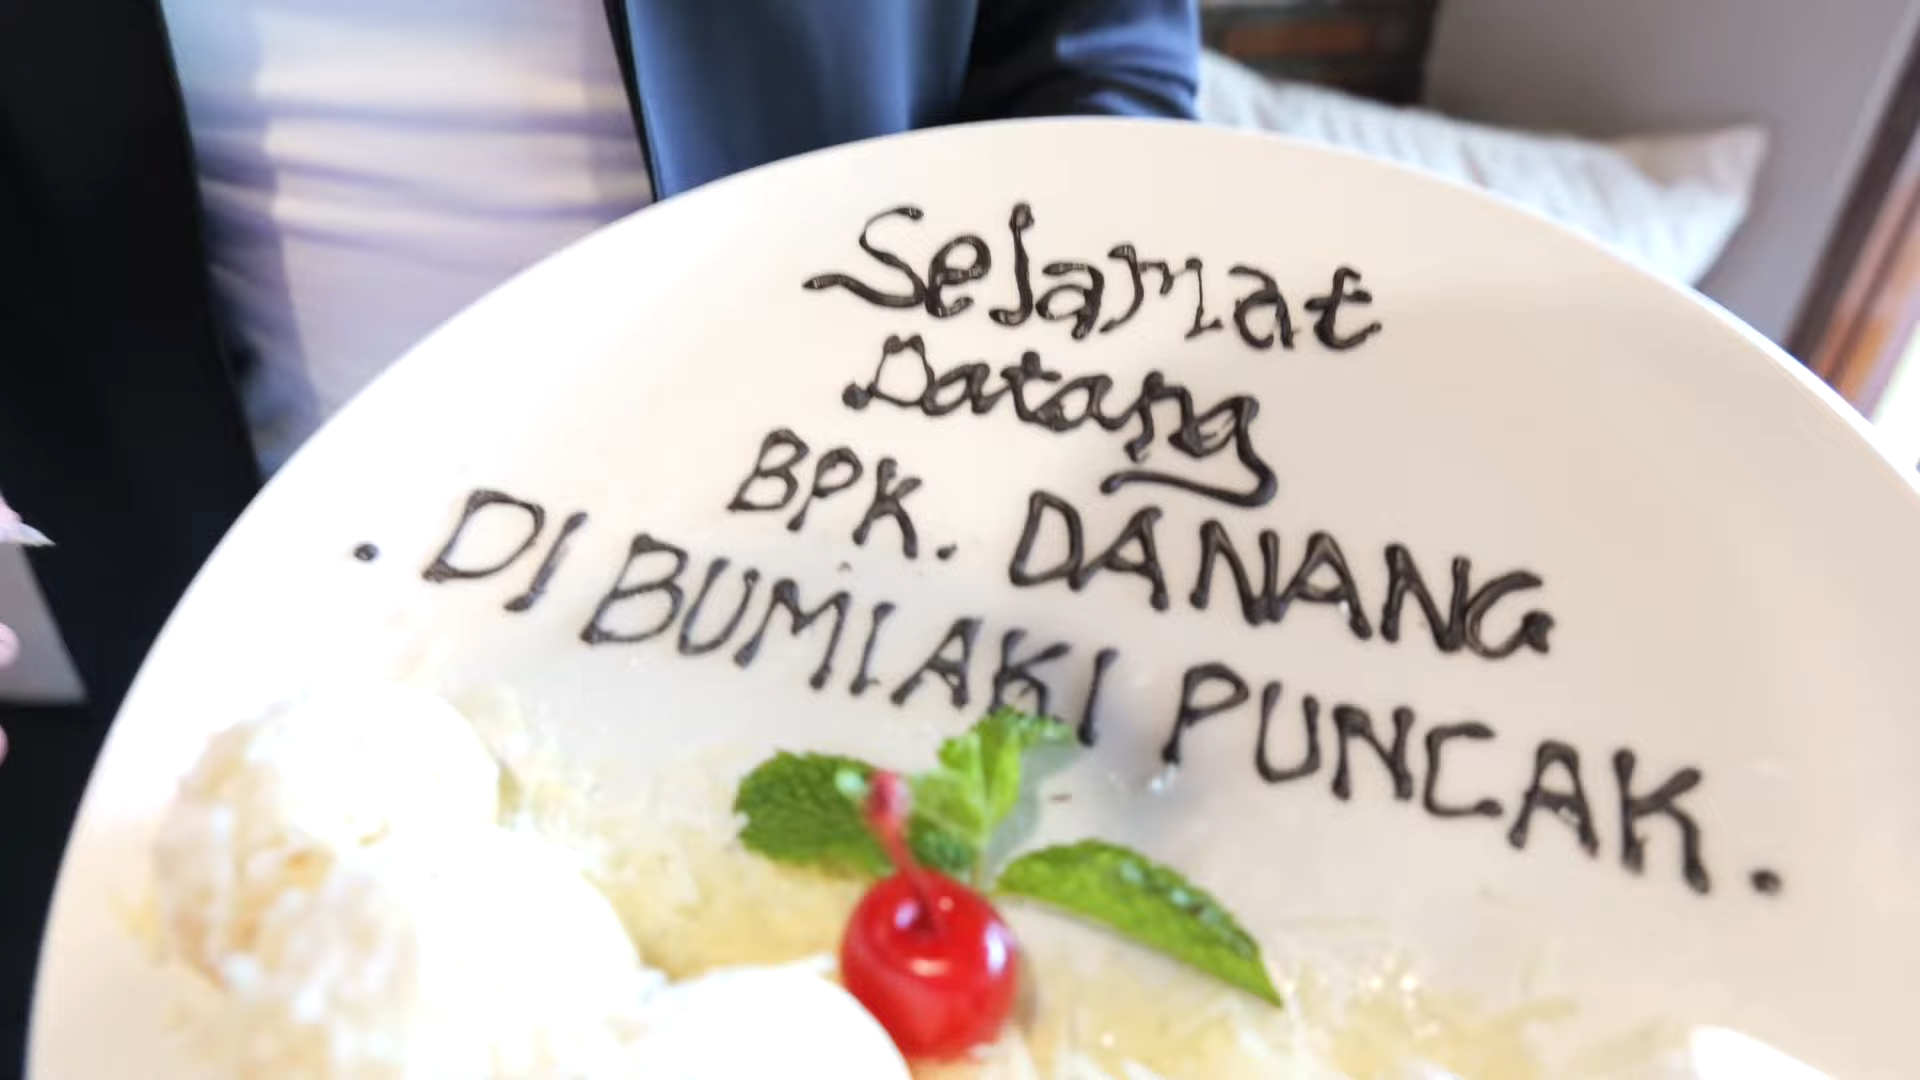 Selamat
Datang
BPK. DANANG
. DI BUMIAKI PUNCAK.